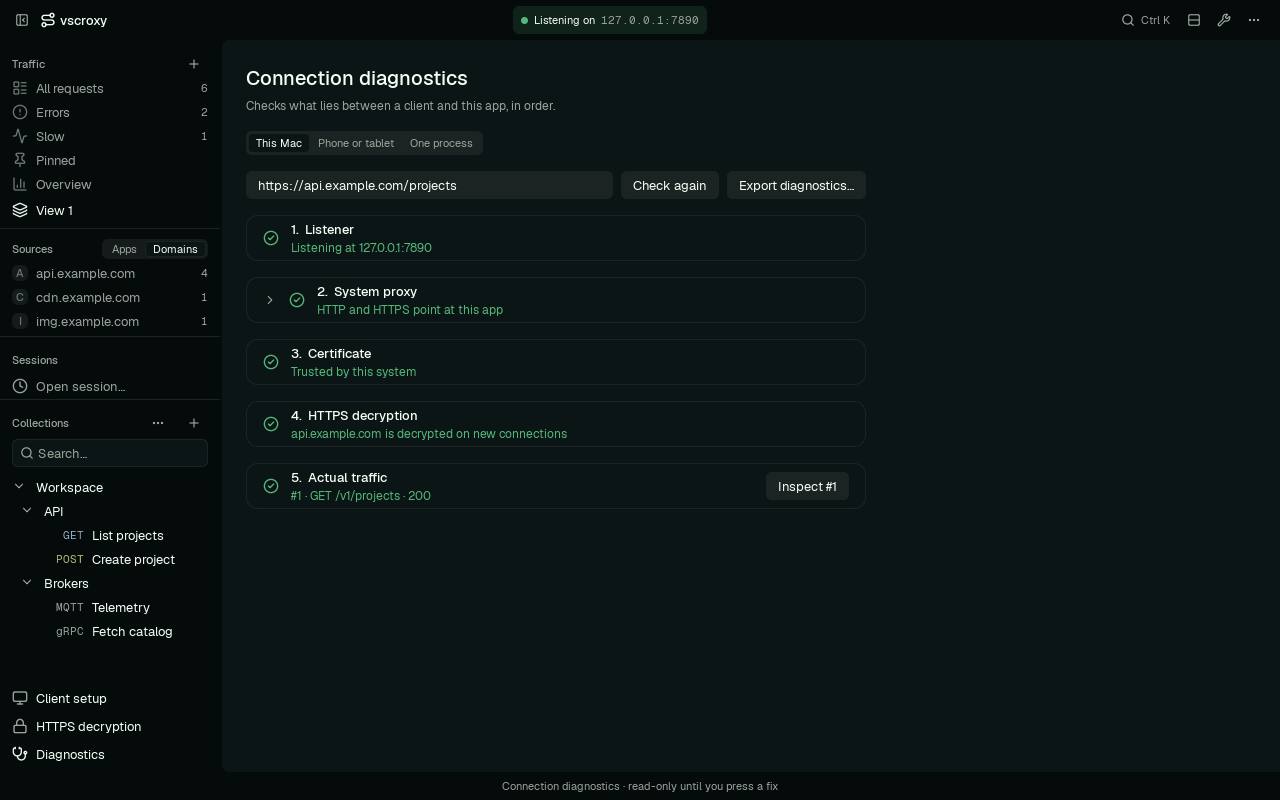 vscroxy
Listening on 127.0.0.1:7890
Ctrl K
Traffic
All requests 6
Errors 2
Slow 1
Pinned
Overview
View 1
Sources Apps Domains
A api.example.com 4
C cdn.example.com 1
I img.example.com 1
Sessions
Open session...
Collections
Search...
Workspace
API
GET List projects
POST Create project
Brokers
MQTT Telemetry
gRPC Fetch catalog
Client setup
HTTPS decryption
Diagnostics
Connection diagnostics
Checks what lies between a client and this app, in order.
This Mac Phone or tablet One process
https://api.example.com/projects Check again Export diagnostics...
1. Listener
Listening at 127.0.0.1:7890
2. System proxy
HTTP and HTTPS point at this app
3. Certificate
Trusted by this system
4. HTTPS decryption
api.example.com is decrypted on new connections
5. Actual traffic
#1 · GET /v1/projects · 200
Inspect #1
Connection diagnostics · read-only until you press a fix